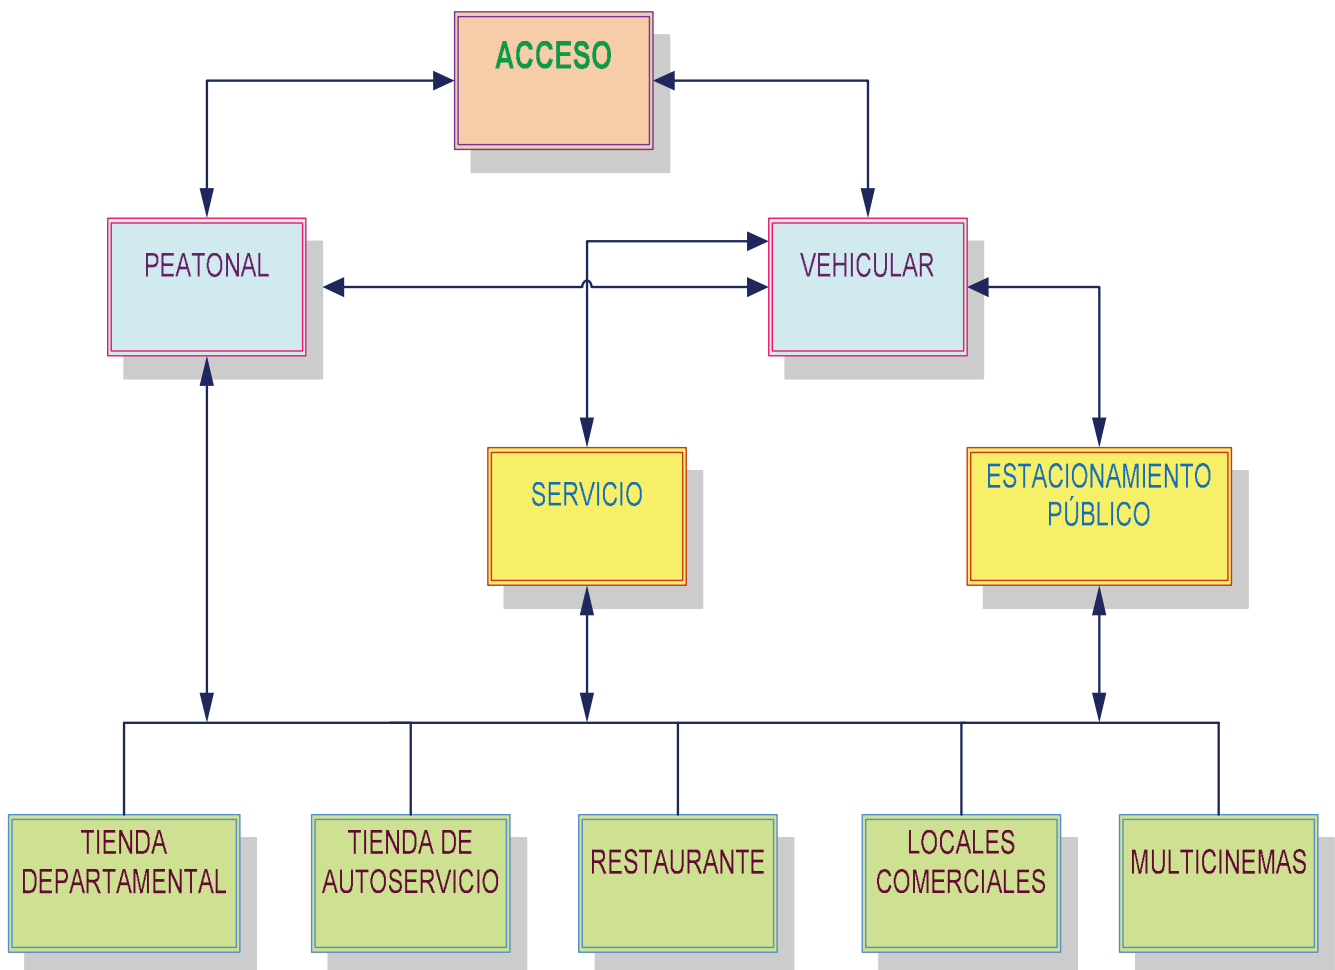 ACCESO
PEATONAL
VEHICULAR
SERVICIO
ESTACIONAMIENTO
PÚBLICO
TIENDA
DEPARTAMENTAL
TIENDA DE
AUTOSERVICIO
RESTAURANTE
LOCALES
COMERCIALES
MULTICINEMAS